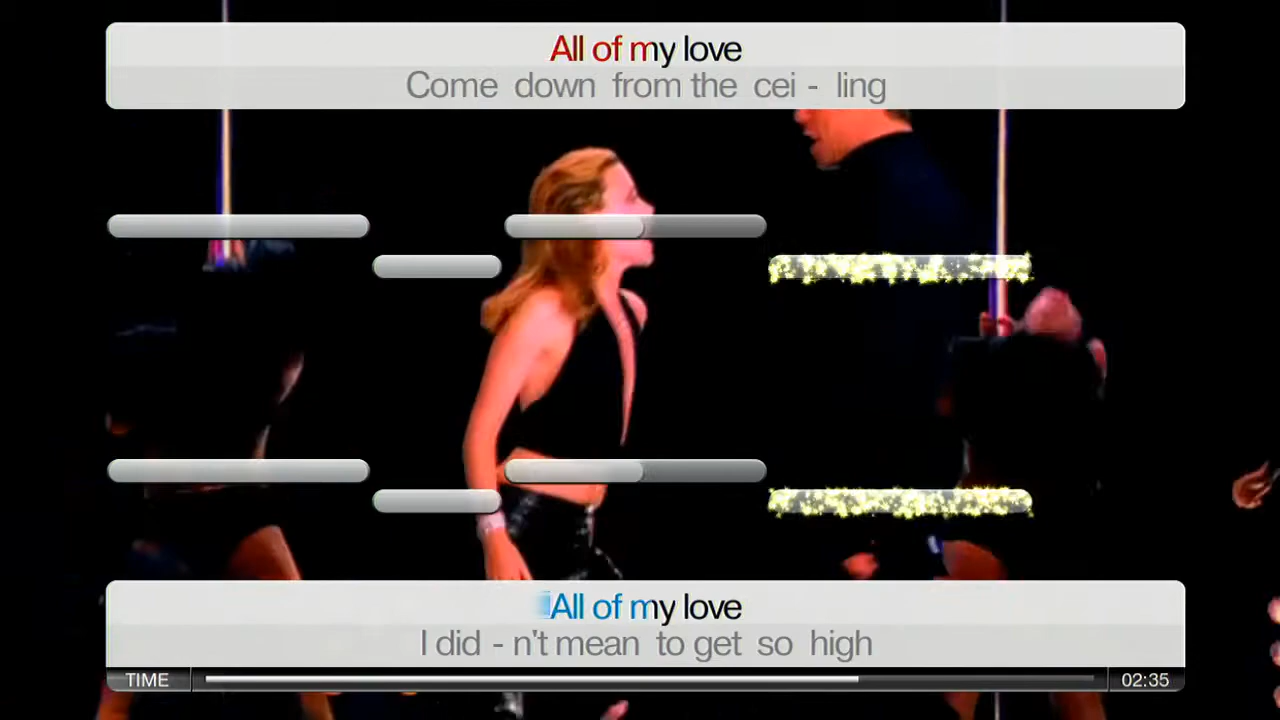 All of my love
Come down from the cei - ling
All of my love
I did - n't mean to get so high
TIME 02:35